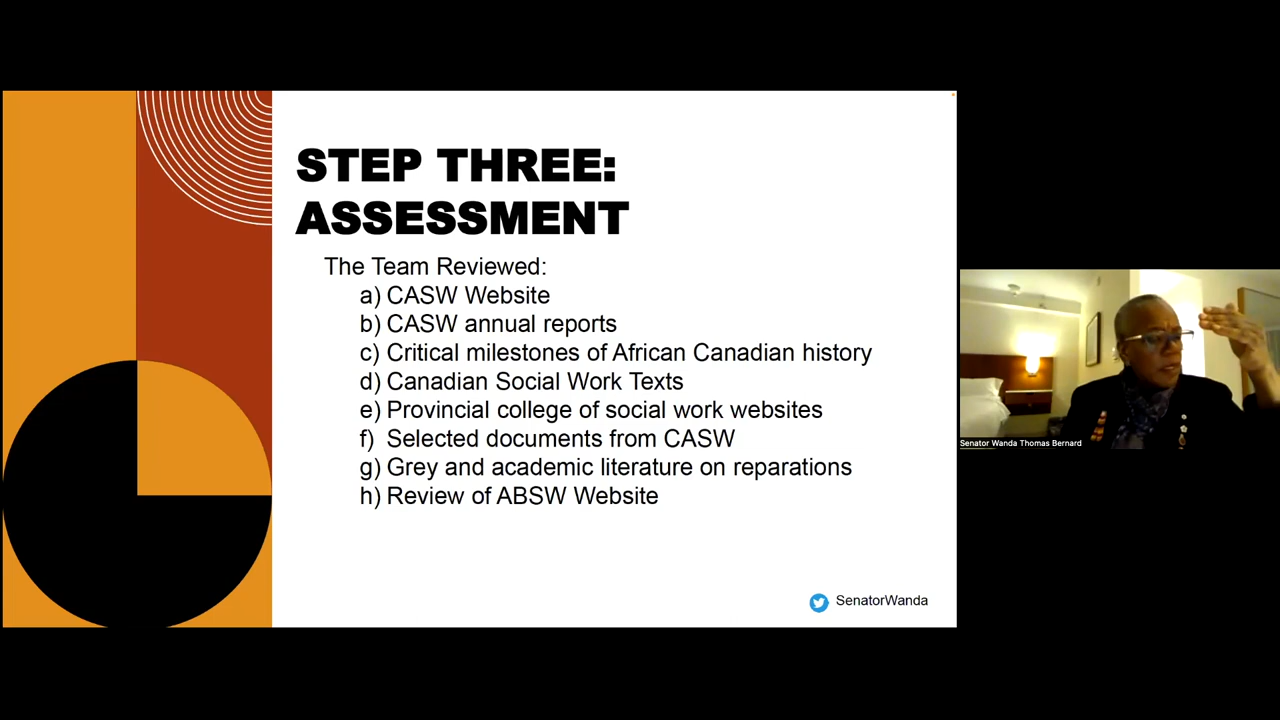 STEP THREE:
ASSESSMENT
The Team Reviewed:
a) CASW Website
b) CASW annual reports
c) Critical milestones of African Canadian history
d) Canadian Social Work Texts
e) Provincial college of social work websites
f) Selected documents from CASW
g) Grey and academic literature on reparations
h) Review of ABSW Website
SenatorWanda
Senator Wanda Thomas Bernard